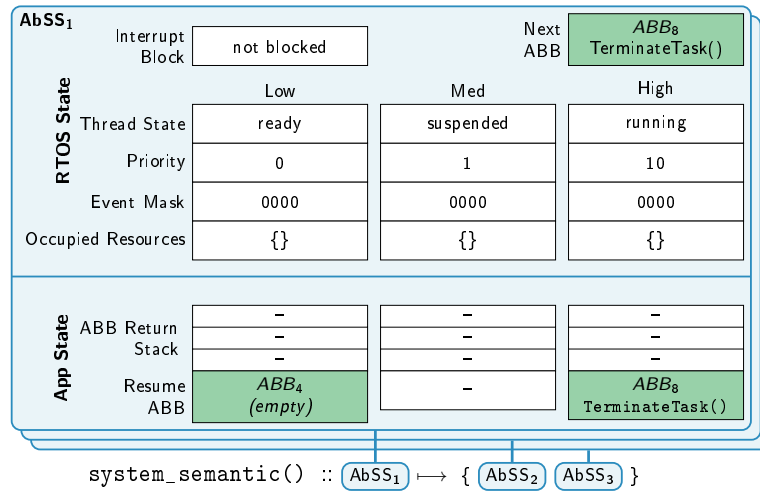 AbSS1
Interrupt Block not blocked Next ABB ABB8 TerminateTask()
RTOS State
Low Med High
Thread State ready suspended running
Priority 0 1 10
Event Mask 0000 0000 0000
Occupied Resources {} {} {}
App State
ABB Return Stack – – –
– – –
– – –
Resume ABB ABB4 (empty) – ABB8 TerminateTask()
system_semantic() :: AbSS1 ⟼ { AbSS2 AbSS3 }